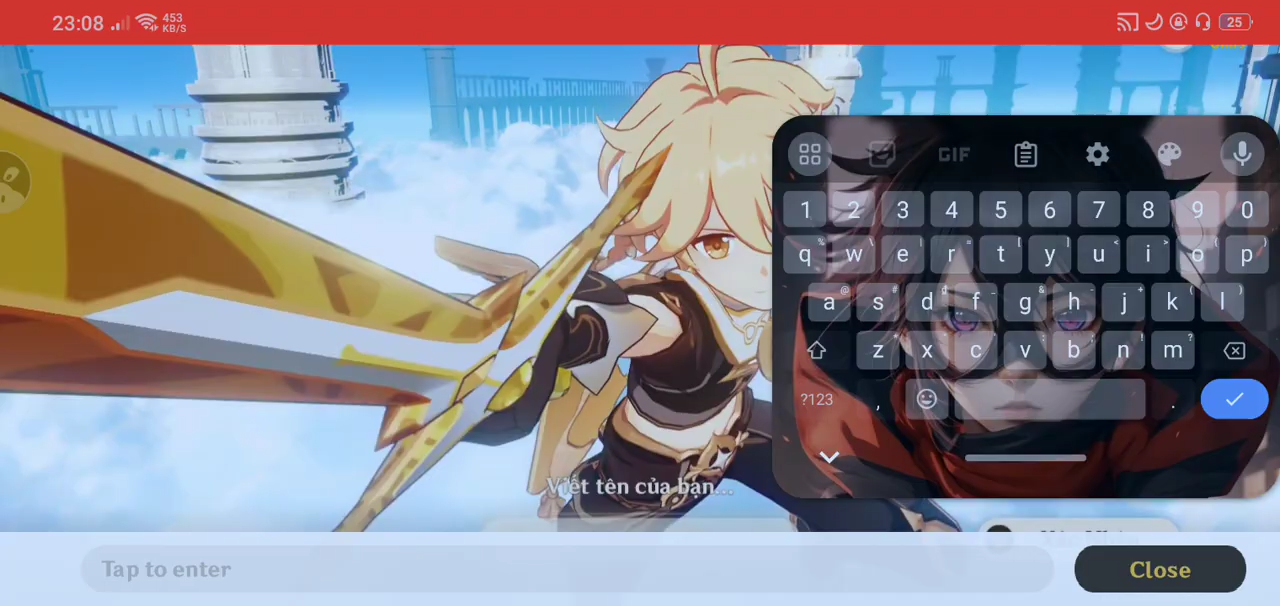 23:08
453
KB/S
25
GIF
1 2 3 4 5 6 7 8 9 0
q w e r t y u i o p
a s d f g h j k l
z x c v b n m
?123 , .
Viết tên của bạn...
Tap to enter
Close